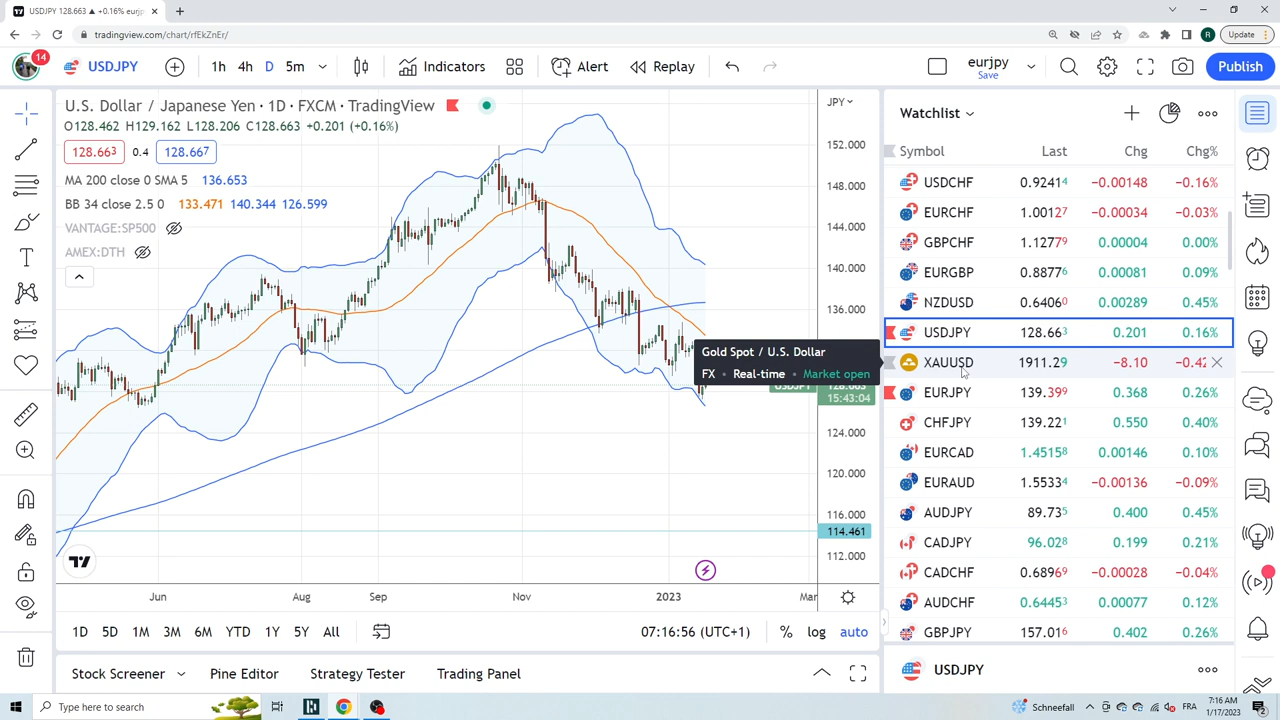 USDJPY 128.663 ▲ +0.16% eurjp
tradingview.com/chart/rfEkZnEr/
R
Update
14
USDJPY
1h 4h D 5m
Indicators
Alert
Replay
eurjpy
Save
Publish
U.S. Dollar / Japanese Yen · 1D · FXCM · TradingView
O128.462 H129.162 L128.206 C128.663 +0.201 (+0.16%)
128.663 0.4 128.667
MA 200 close 0 SMA 5 136.653
BB 34 close 2.5 0 133.471 140.344 126.599
VANTAGE:SP500
AMEX:DTH
JPY
152.000
148.000
144.000
140.000
136.000
128.663
15:43:04
124.000
120.000
116.000
114.461
112.000
USDJPY
Gold Spot / U.S. Dollar
FX • Real-time • Market open
Jun Aug Sep Nov 2023 Mar
1D 5D 1M 3M 6M YTD 1Y 5Y All
07:16:56 (UTC+1) % log auto
Stock Screener Pine Editor Strategy Tester Trading Panel
Watchlist
Symbol Last Chg Chg%
USDCHF 0.92414 −0.00148 −0.16%
EURCHF 1.00127 −0.00034 −0.03%
GBPCHF 1.12779 0.00004 0.00%
EURGBP 0.88776 0.00081 0.09%
NZDUSD 0.64060 0.00289 0.45%
USDJPY 128.663 0.201 0.16%
XAUUSD 1911.29 −8.10 −0.42
EURJPY 139.399 0.368 0.26%
CHFJPY 139.221 0.550 0.40%
EURCAD 1.45158 0.00146 0.10%
EURAUD 1.55334 −0.00136 −0.09%
AUDJPY 89.735 0.400 0.45%
CADJPY 96.028 0.199 0.21%
CADCHF 0.68969 −0.00028 −0.04%
AUDCHF 0.64453 0.00077 0.12%
GBPJPY 157.016 0.402 0.26%
USDJPY
Type here to search
Schneefall
FRA
7:16 AM
1/17/2023
2